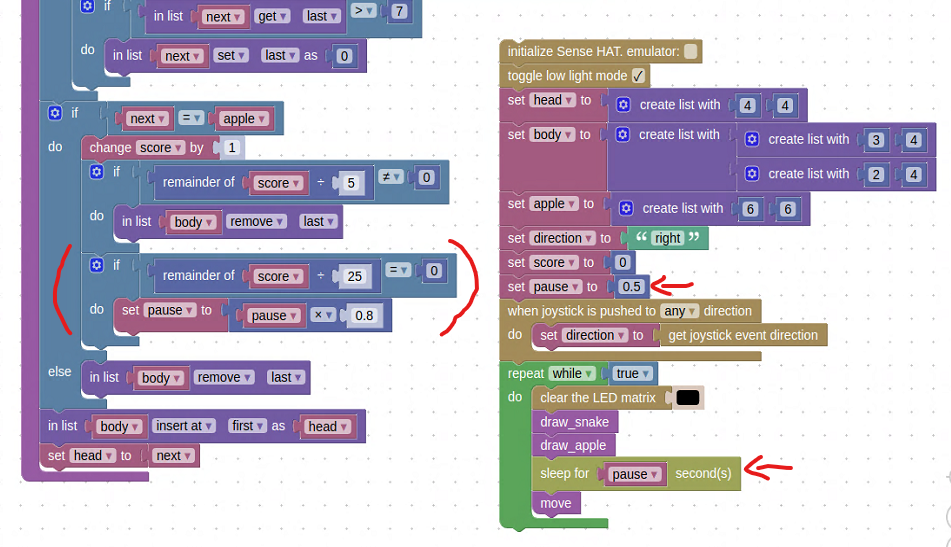 if in list next get last > 7
do in list next set last as 0
if next = apple
do change score by 1
if remainder of score ÷ 5 ≠ 0
do in list body remove last
if remainder of score ÷ 25 = 0
do set pause to pause × 0.8
else in list body remove last
in list body insert at first as head
set head to next
initialize Sense HAT. emulator:
toggle low light mode ✓
set head to create list with 4 4
set body to create list with create list with 3 4
create list with 2 4
set apple to create list with 6 6
set direction to “ right ”
set score to 0
set pause to 0.5
when joystick is pushed to any direction
do set direction to get joystick event direction
repeat while true
do clear the LED matrix
draw_snake
draw_apple
sleep for pause second(s)
move